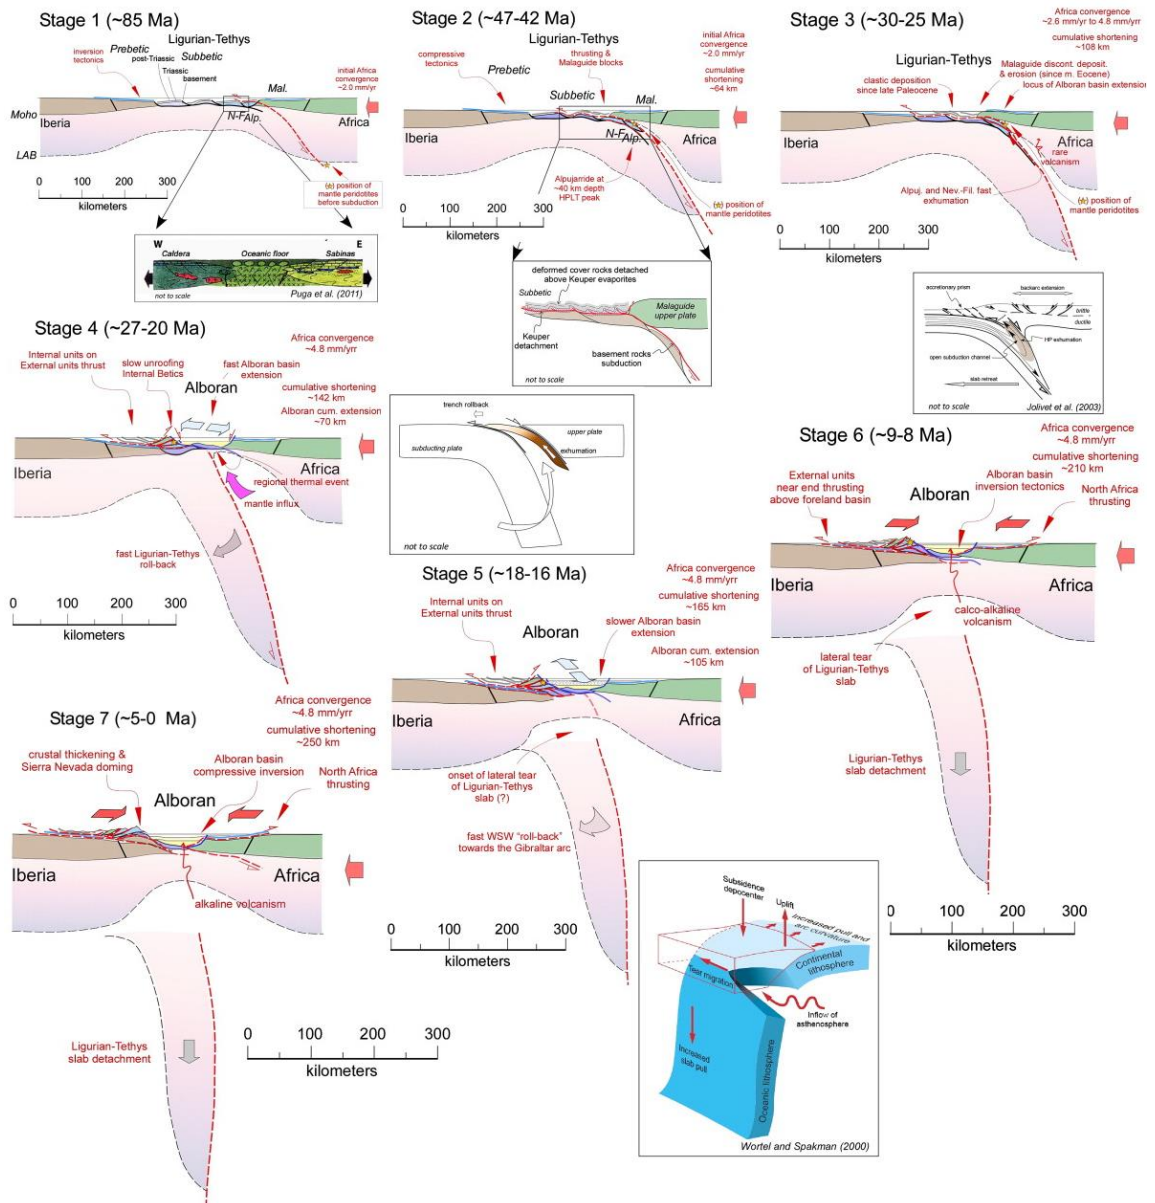 Stage 1 (~85 Ma)
Ligurian-Tethys
inversion
tectonics
Prebetic
post-Triassic
Subbetic
Triassic
basement
Mal.
initial Africa
convergence
~2.0 mm/yr
Moho
Iberia
N-F
Alp.
Africa
LAB
0 100 200 300
kilometers
(☆) position of
mantle peridotites
before subduction
W
E
Caldera
Oceanic floor
Sabinas
not to scale
Puga et al. (2011)
Stage 2 (~47-42 Ma)
Ligurian-Tethys
compressive
tectonics
Prebetic
thrusting &
Malaguide blocks
Subbetic
Mal.
initial Africa
convergence
~2.0 mm/yr
cumulative
shortening
~64 km
Iberia
N-F
Alp.
Africa
Alpujarride at
~40 km depth
HPLT peak
(☆) position of
mantle peridotites
0 100 200 300
kilometers
deformed cover rocks detached
above Keuper evaporites
Subbetic
Malaguide
upper plate
Keuper
detachment
basement rocks
subduction
not to scale
Stage 3 (~30-25 Ma)
Africa convergence
~2.6 mm/yr to 4.8 mm/yrr
cumulative shortening
~108 km
Ligurian-Tethys
clastic deposition
since late Paleocene
Malaguide discont. deposit.
& erosion (since m. Eocene)
locus of Alboran basin extension
Iberia
Africa
rare
volcanism
Alpuj. and Nev.-Fil. fast
exhumation
(☆) position of
mantle peridotites
0 100 200 300
kilometers
accretionary prism
backarc extension
brittle
ductile
HP exhumation
open subduction channel
slab retreat
not to scale
Jolivet et al. (2003)
Stage 4 (~27-20 Ma)
Internal units on
External units thrust
slow unroofing
Internal Betics
fast Alboran basin
extension
Alboran
Africa convergence
~4.8 mm/yrr
cumulative shortening
~142 km
Alboran cum. extension
~70 km
Iberia
Africa
regional thermal event
mantle influx
fast Ligurian-Tethys
roll-back
0 100 200 300
kilometers
trench rollback
subducting plate
upper plate
exhumation
not to scale
Stage 5 (~18-16 Ma)
Internal units on
External units thrust
Alboran
slower Alboran basin
extension
Africa convergence
~4.8 mm/yrr
cumulative shortening
~165 km
Alboran cum. extension
~105 km
Iberia
Africa
onset of lateral tear
of Ligurian-Tethys
slab (?)
fast WSW "roll-back"
towards the Gibraltar arc
0 100 200 300
kilometers
Stage 6 (~9-8 Ma)
Africa convergence
~4.8 mm/yrr
cumulative shortening
~210 km
External units
near end thrusting
above foreland basin
Alboran
Alboran basin
inversion tectonics
North Africa
thrusting
Iberia
Africa
calco-alkaline
volcanism
lateral tear
of Ligurian-Tethys
slab
Ligurian-Tethys
slab detachment
0 100 200 300
kilometers
Stage 7 (~5-0 Ma)
Africa convergence
~4.8 mm/yrr
cumulative shortening
~250 km
crustal thickening &
Sierra Nevada doming
Alboran basin
compressive inversion
North Africa
thrusting
Alboran
Iberia
Africa
alkaline volcanism
Ligurian-Tethys
slab detachment
0 100 200 300
kilometers
Subsidence
depocenter
Uplift
Increased pull and
arc curvature
Continental
lithosphere
Tear migration
Inflow of
asthenosphere
Increased
slab pull
Oceanic lithosphere
Wortel and Spakman (2000)